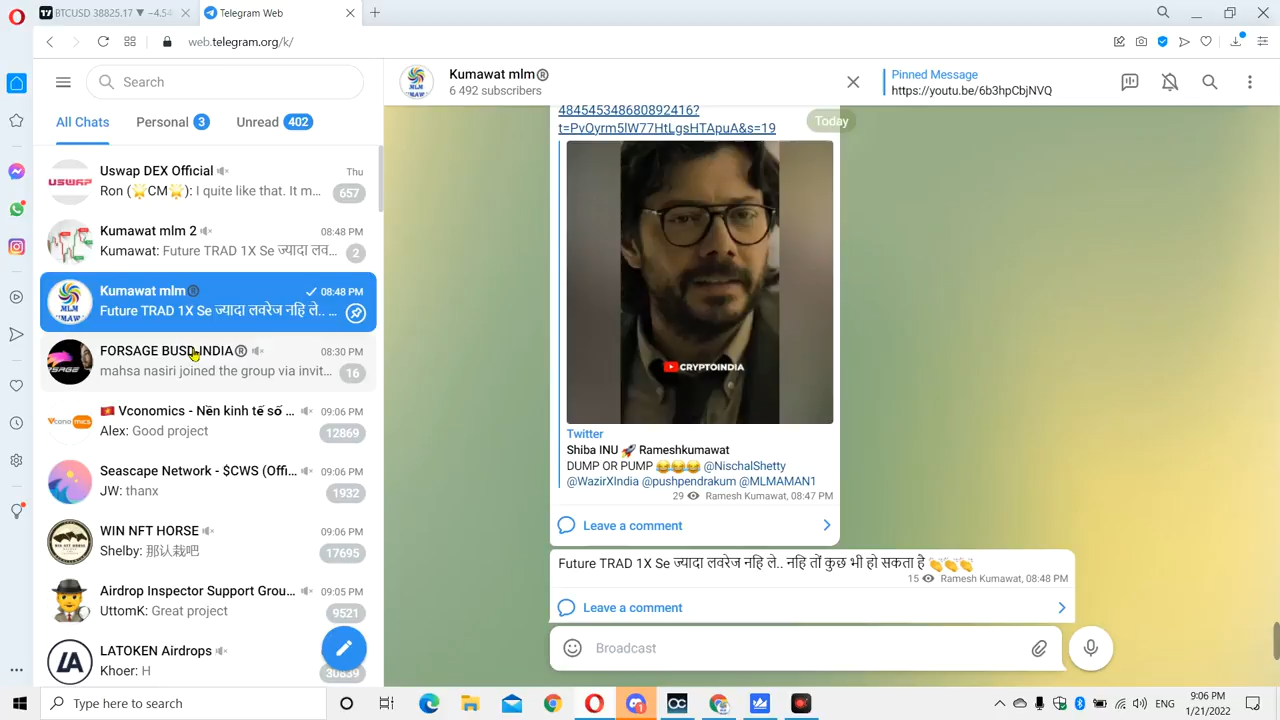 BTCUSD 38825.17 ▼ −4.54
Telegram Web
web.telegram.org/k/
Search
All Chats
Personal 3
Unread 402
Uswap DEX Official
Thu
Ron (🌟CM🌟): I quite like that. It m...
657
USWAP
Kumawat mlm 2
08:48 PM
Kumawat: Future TRAD 1X Se ज्यादा लव...
2
Kumawat mlm®
08:48 PM
Future TRAD 1X Se ज्यादा लवरेज नहि ले.. ...
MLM
FORSAGE BUSD INDIA®
08:30 PM
mahsa nasiri joined the group via invit...
16
🇻🇳 Vconomics - Nền kinh tế số ...
09:06 PM
Alex: Good project
12869
Vconomics
Seascape Network - $CWS (Offi...
09:06 PM
JW: thanx
1932
WIN NFT HORSE
09:06 PM
Shelby: 那认栽吧
17695
Airdrop Inspector Support Grou...
09:05 PM
UttomK: Great project
9521
LATOKEN Airdrops
Khoer: H
30839
LA
Kumawat mlm®
6 492 subscribers
Pinned Message
https://youtu.be/6b3hpCbjNVQ
Today
484545348680892416?
t=PvOyrm5lW77HtLgsHTApuA&s=19
CRYPTOINDIA
Twitter
Shiba INU 🚀 Rameshkumawat
DUMP OR PUMP 😂😂😂 @NischalShetty
@WazirXIndia @pushpendrakum @MLMAMAN1
29 Ramesh Kumawat, 08:47 PM
Leave a comment
Future TRAD 1X Se ज्यादा लवरेज नहि ले.. नहि तों कुछ भी हो सकता है 👏👏👏
15 Ramesh Kumawat, 08:48 PM
Leave a comment
Broadcast
Type here to search
ENG
9:06 PM
1/21/2022